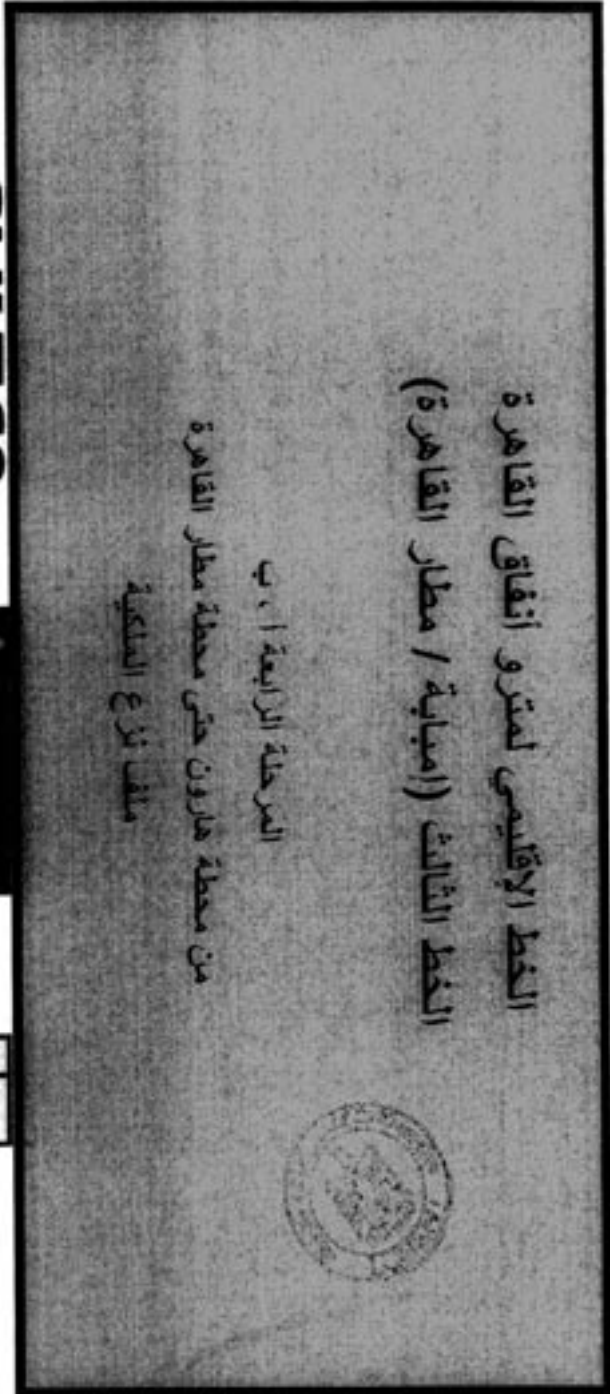 الخط الإقليمي لمترو أنفاق القاهرة
الخط الثالث (إمبابة / مطار القاهرة)
المرحلة الرابعة ا ، ب
من محطة هارون حتى محطة مطار القاهرة
ملف نزع الملكية